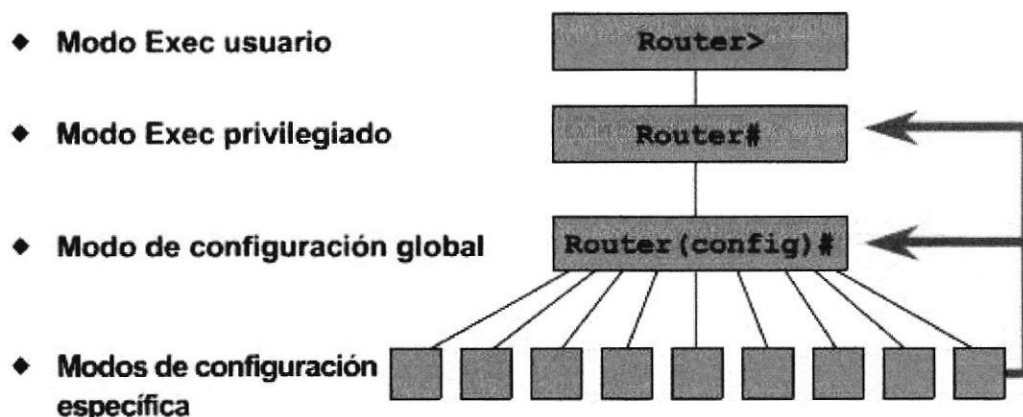 ◆ Modo Exec usuario
Router>
◆ Modo Exec privilegiado
Router#
◆ Modo de configuración global
Router(config)#
◆ Modos de configuración
específica